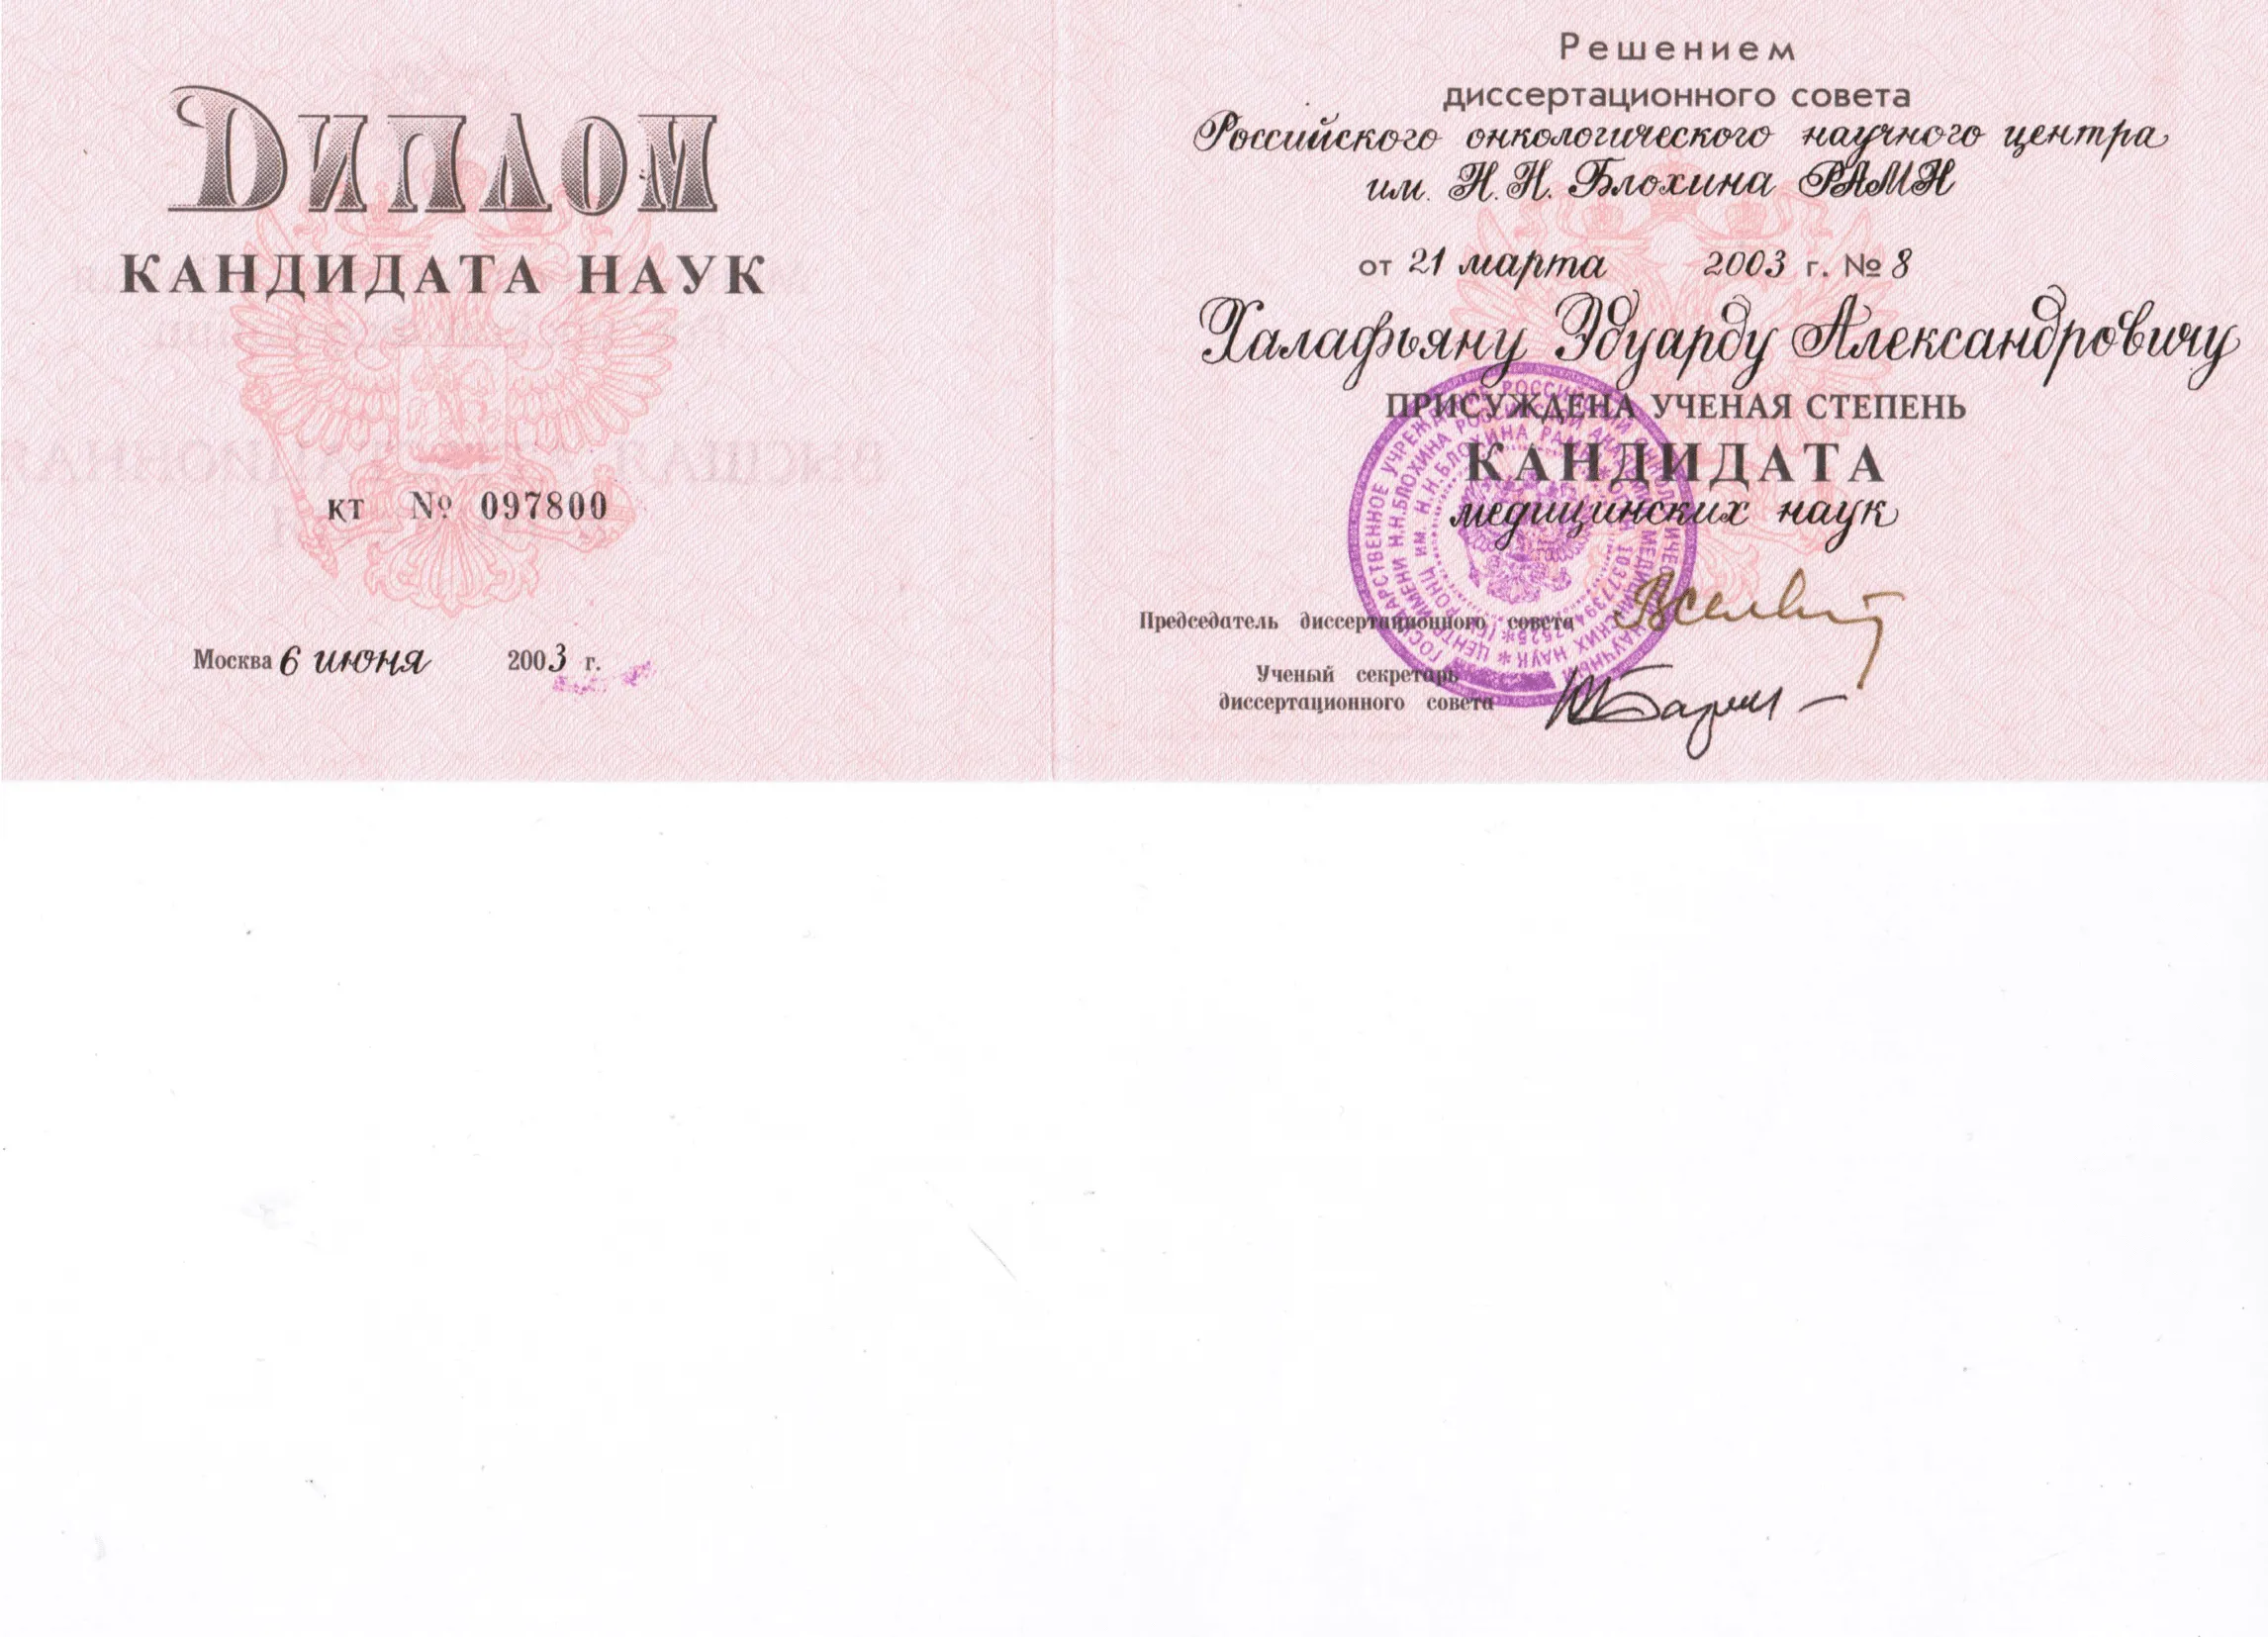 ДИПЛОМ
КАНДИДАТА НАУК
КТ № 097800
Москва 6 июня 2003 г.
Решением
диссертационного совета
Российского онкологического научного центра
им. Н.Н. Блохина РАМН
от 21 марта 2003 г. № 8
Халафьяну Эдуарду Александровичу
ПРИСУЖДЕНА УЧЕНАЯ СТЕПЕНЬ
КАНДИДАТА
медицинских наук
Председатель диссертационного совета
Ученый секретарь
диссертационного совета